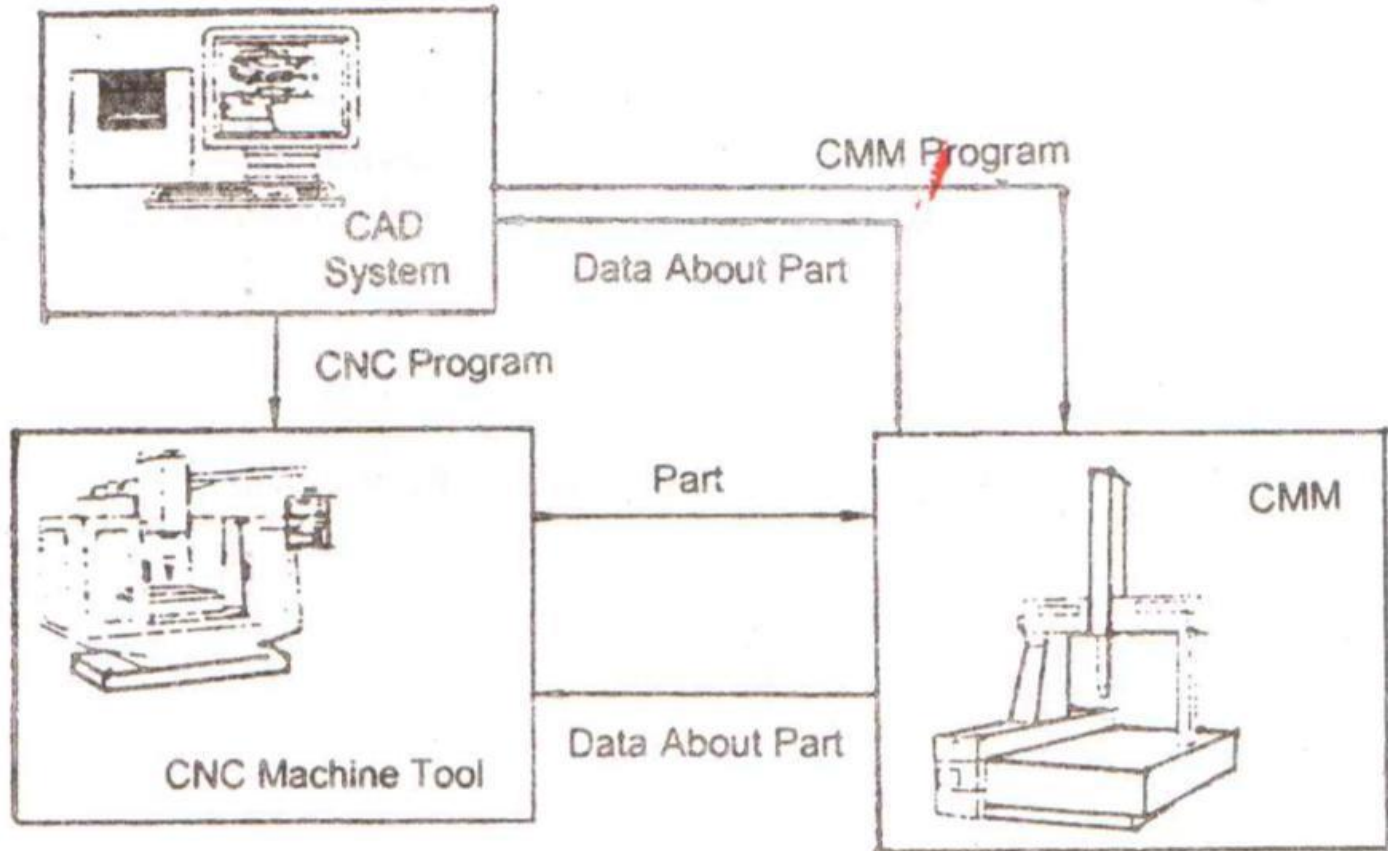 CMM Program
CAD
System
Data About Part
CNC Program
Part
CMM
Data About Part
CNC Machine Tool